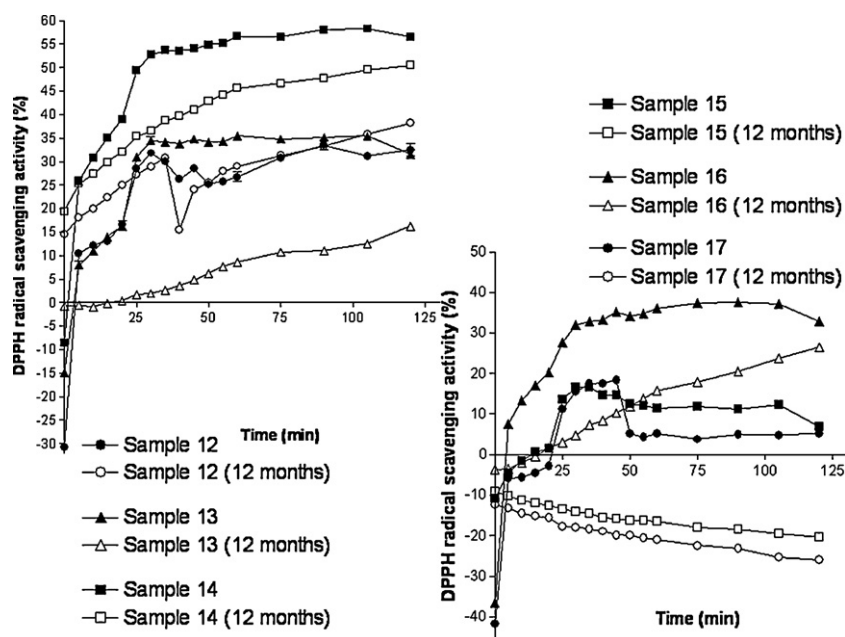 DPPH radical scavenging activity (%)
60
55
50
45
40
35
30
25
20
15
10
5
0
-5
-10
-15
-20
-25
-30
25
50
75
100
125
Time (min)
Sample 12
Sample 12 (12 months)
Sample 13
Sample 13 (12 months)
Sample 14
Sample 14 (12 months)
Sample 15
Sample 15 (12 months)
Sample 16
Sample 16 (12 months)
Sample 17
Sample 17 (12 months)
DPPH radical scavenging activity (%)
50
40
30
20
10
0
-10
-20
-30
-40
25
50
75
100
125
Time (min)